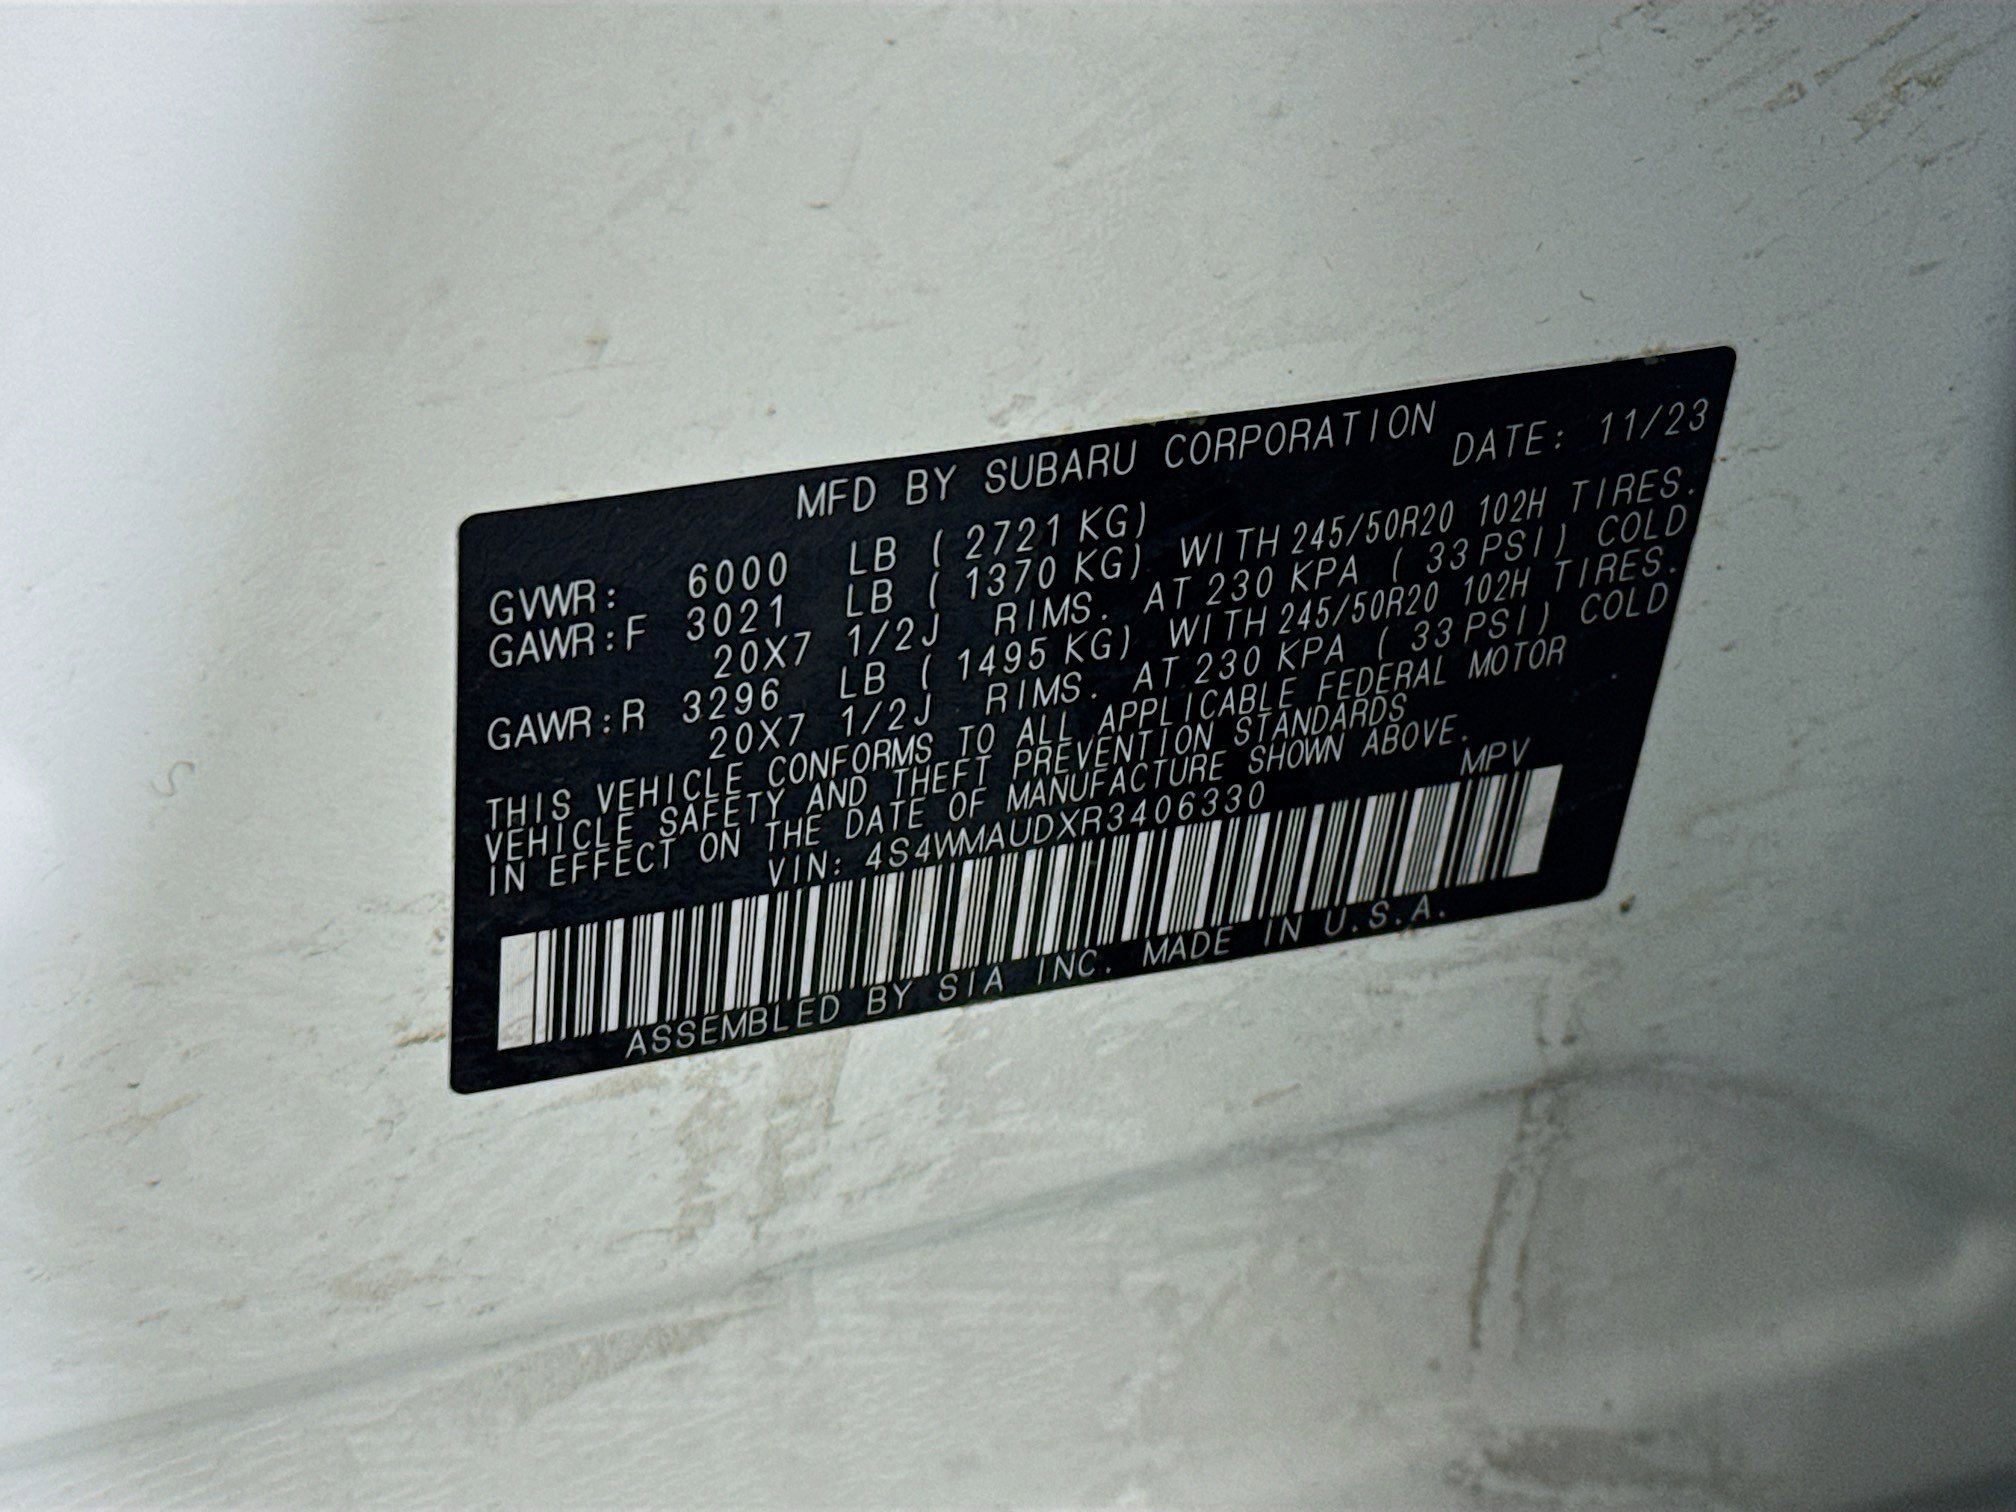 MFD BY SUBARU CORPORATION
DATE: 11/23
GVWR: 6000 LB ( 2721 KG)
GAWR:F 3021 LB ( 1370 KG) WITH 245/50R20 102H TIRES.
20X7 1/2J RIMS. AT 230 KPA ( 33 PSI) COLD
GAWR:R 3296 LB ( 1495 KG) WITH 245/50R20 102H TIRES.
20X7 1/2J RIMS. AT 230 KPA ( 33 PSI) COLD
THIS VEHICLE CONFORMS TO ALL APPLICABLE FEDERAL MOTOR
VEHICLE SAFETY AND THEFT PREVENTION STANDARDS
IN EFFECT ON THE DATE OF MANUFACTURE SHOWN ABOVE.
VIN: 4S4WMAUDXR3406330 MPV
ASSEMBLED BY SIA INC. MADE IN U.S.A.